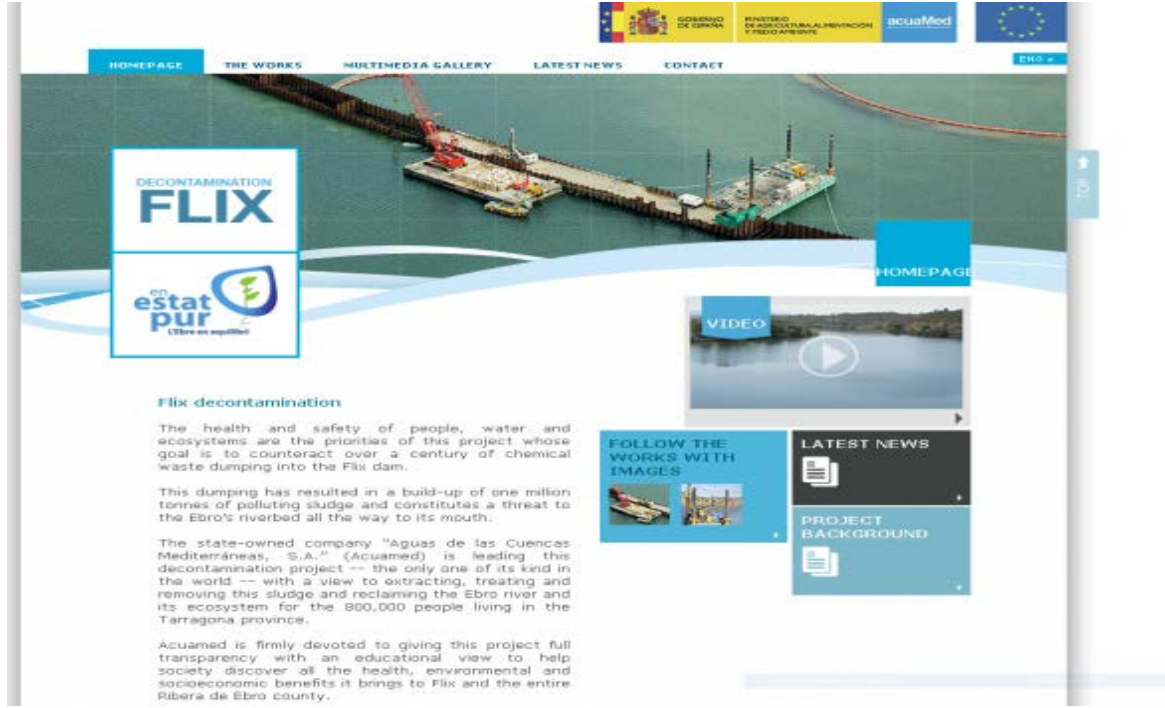 GOBIERNO
DE ESPAÑA
MINISTERIO
DE AGRICULTURA, ALIMENTACIÓN
Y MEDIO AMBIENTE
acuaMed
HOMEPAGE
THE WORKS
MULTIMEDIA GALLERY
LATEST NEWS
CONTACT
ENG
TOP
DECONTAMINATION
FLIX
HOMEPAGE
en
estat
pur
L'Ebre en equilibri
VIDEO
Flix decontamination
The health and safety of people, water and
ecosystems are the priorities of this project whose
goal is to counteract over a century of chemical
waste dumping into the Flix dam.
This dumping has resulted in a build-up of one million
tonnes of polluting sludge and constitutes a threat to
the Ebro's riverbed all the way to its mouth.
The state-owned company "Aguas de las Cuencas
Mediterráneas, S.A." (Acuamed) is leading this
decontamination project -- the only one of its kind in
the world -- with a view to extracting, treating and
removing this sludge and reclaiming the Ebro river and
its ecosystem for the 800,000 people living in the
Tarragona province.
Acuamed is firmly devoted to giving this project full
transparency with an educational view to help
society discover all the health, environmental and
socioeconomic benefits it brings to Flix and the entire
Ribera de Ebro county.
FOLLOW THE
WORKS WITH
IMAGES
LATEST NEWS
PROJECT
BACKGROUND